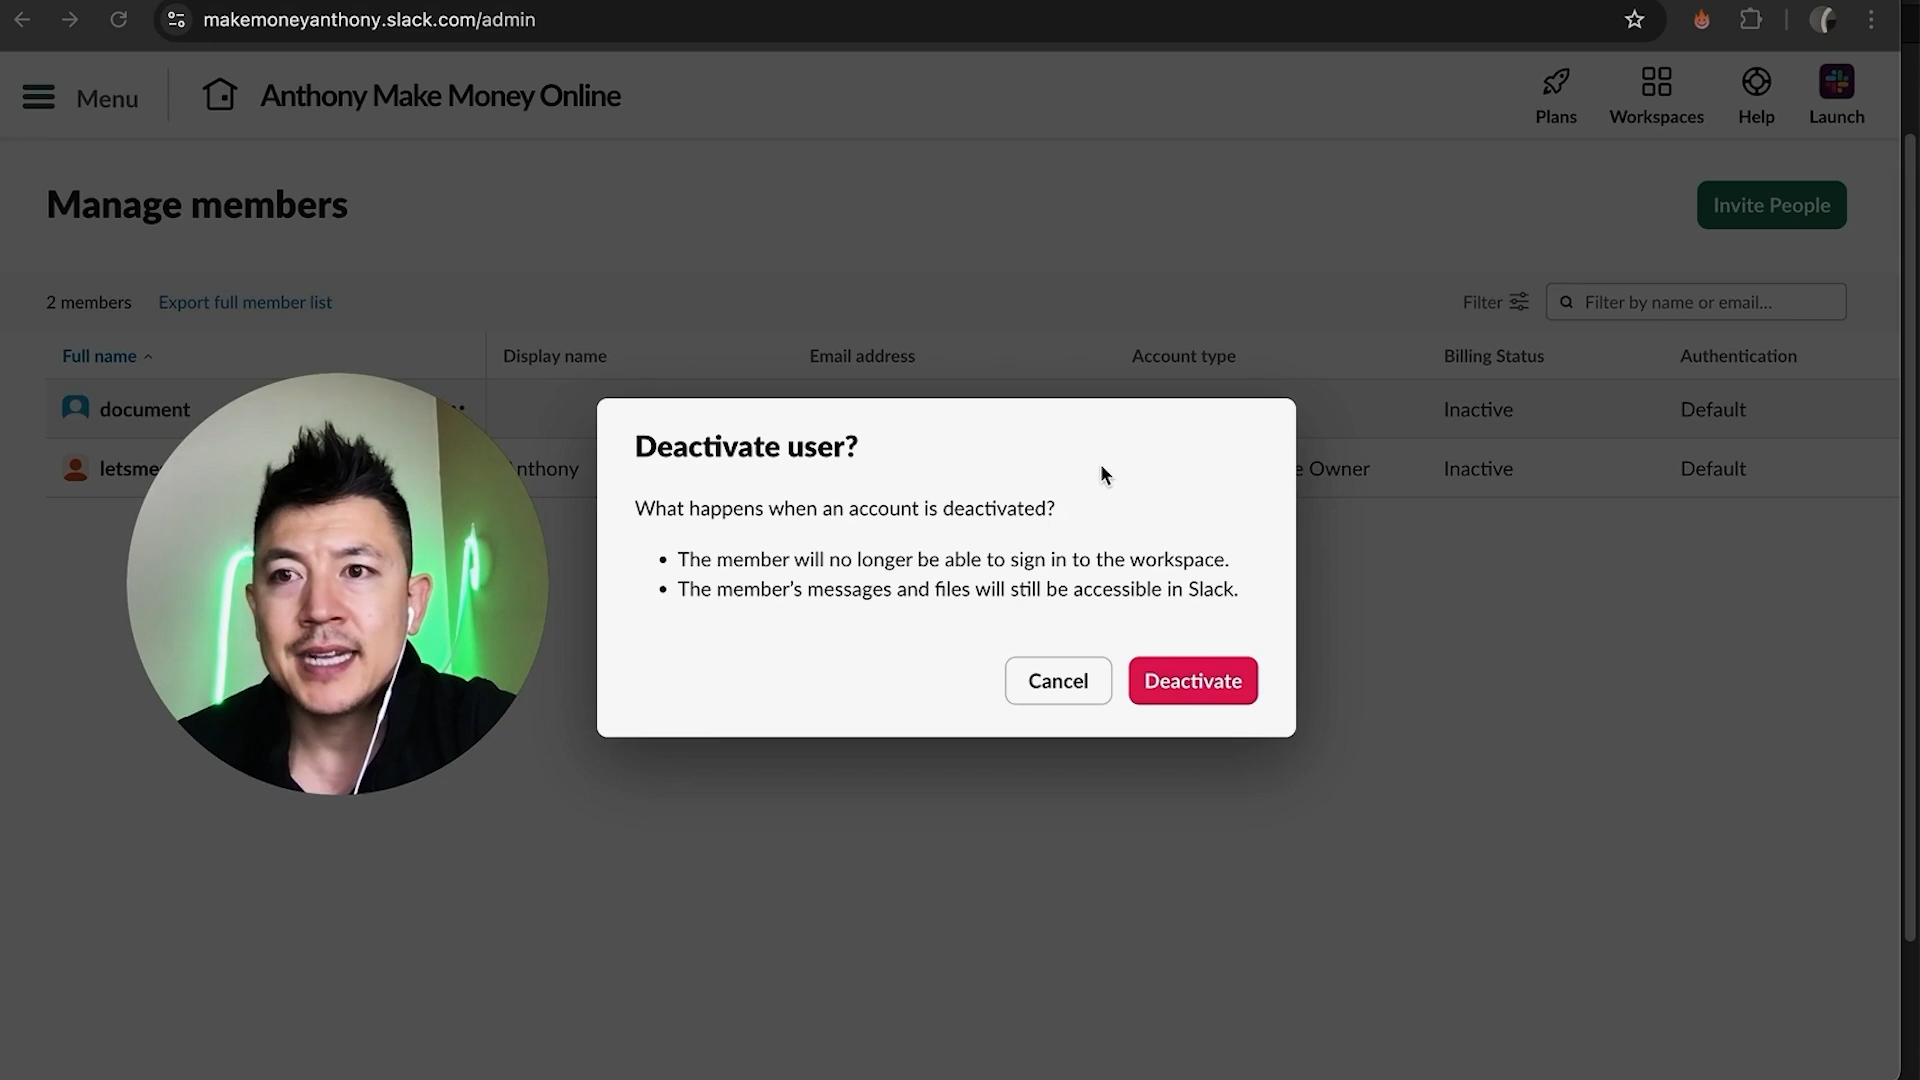 makemoneyanthony.slack.com/admin
Menu
Anthony Make Money Online
Plans
Workspaces
Help
Launch
Manage members
Invite People
2 members
Export full member list
Filter
Filter by name or email...
Full name
Display name
Email address
Account type
Billing Status
Authentication
document
Inactive
Default
letsme
nthony
Owner
Inactive
Default
Deactivate user?
What happens when an account is deactivated?
• The member will no longer be able to sign in to the workspace.
• The member’s messages and files will still be accessible in Slack.
Cancel
Deactivate